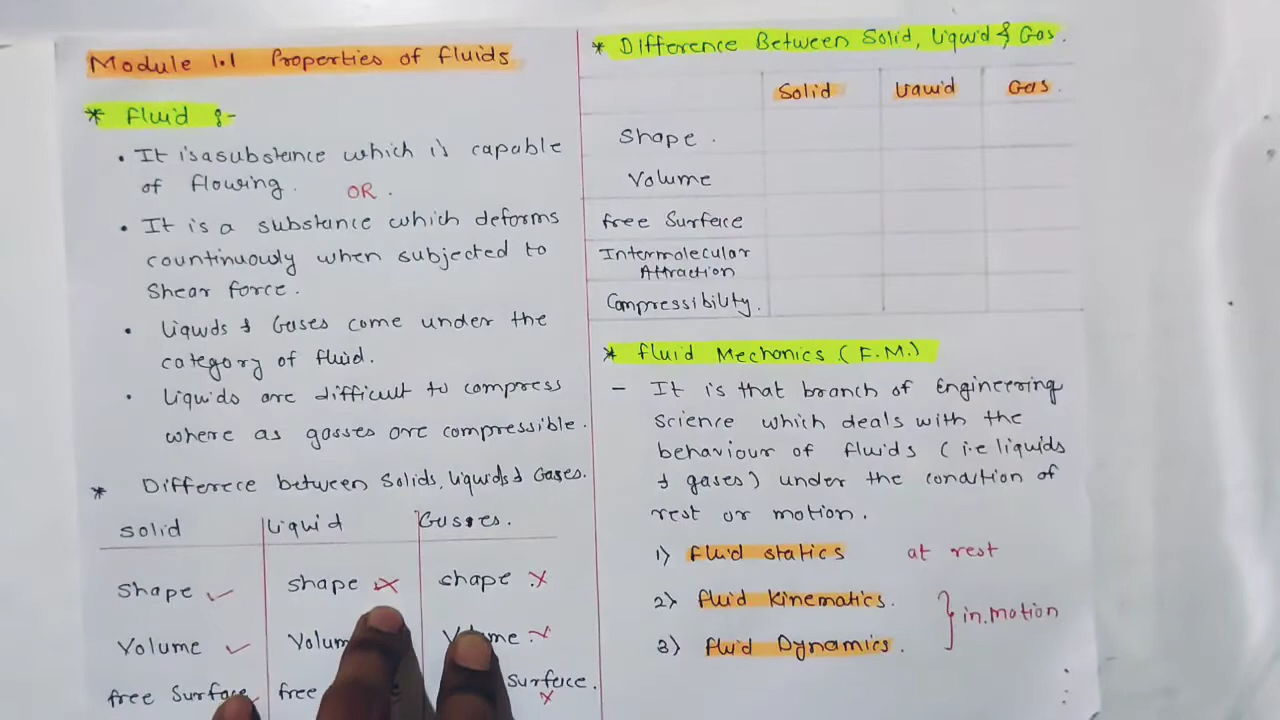 Module 1.1 Properties of fluids
* fluid :-
• It is a substance which is capable
of flowing. OR.
• It is a substance which deforms
countinuously when subjected to
Shear force.
• liquds & Gases come under the
category of fluid.
• liquids are difficult to compress
where as gasses are compressible.
* Differece between Solids, liquids & Gases.
Solid liquid Gasses.
Shape ✓ shape × shape ×
Volume ✓ Volum ×
free Surface ✓ free surface. ×
* Difference Between Solid, liquid & Gas.
Solid liquid Gas.
Shape.
Volume
free Surface
Intermolecular
Attraction
Compressibility.
* fluid Mechanics (F.M.)
– It is that branch of Engineering
Science which deals with the
behaviour of fluids (i.e liquids
& gases) under the condition of
rest or motion.
1) fluid statics at rest
2) fluid Kinematics.
} in.motion
3) fluid Dynamics.